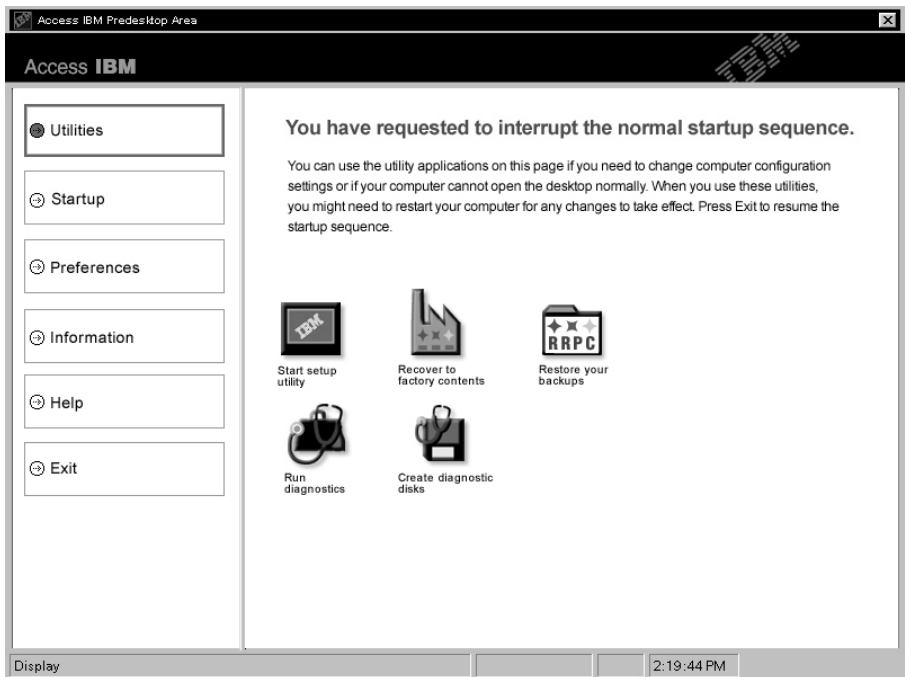 Access IBM Predesktop Area
Access IBM
IBM
Utilities
Startup
Preferences
Information
Help
Exit
You have requested to interrupt the normal startup sequence.
You can use the utility applications on this page if you need to change computer configuration
settings or if your computer cannot open the desktop normally. When you use these utilities,
you might need to restart your computer for any changes to take effect. Press Exit to resume the
startup sequence.
IBM
Start setup
utility
Recover to
factory contents
RRPC
Restore your
backups
Run
diagnostics
Create diagnostic
disks
Display
2:19:44 PM